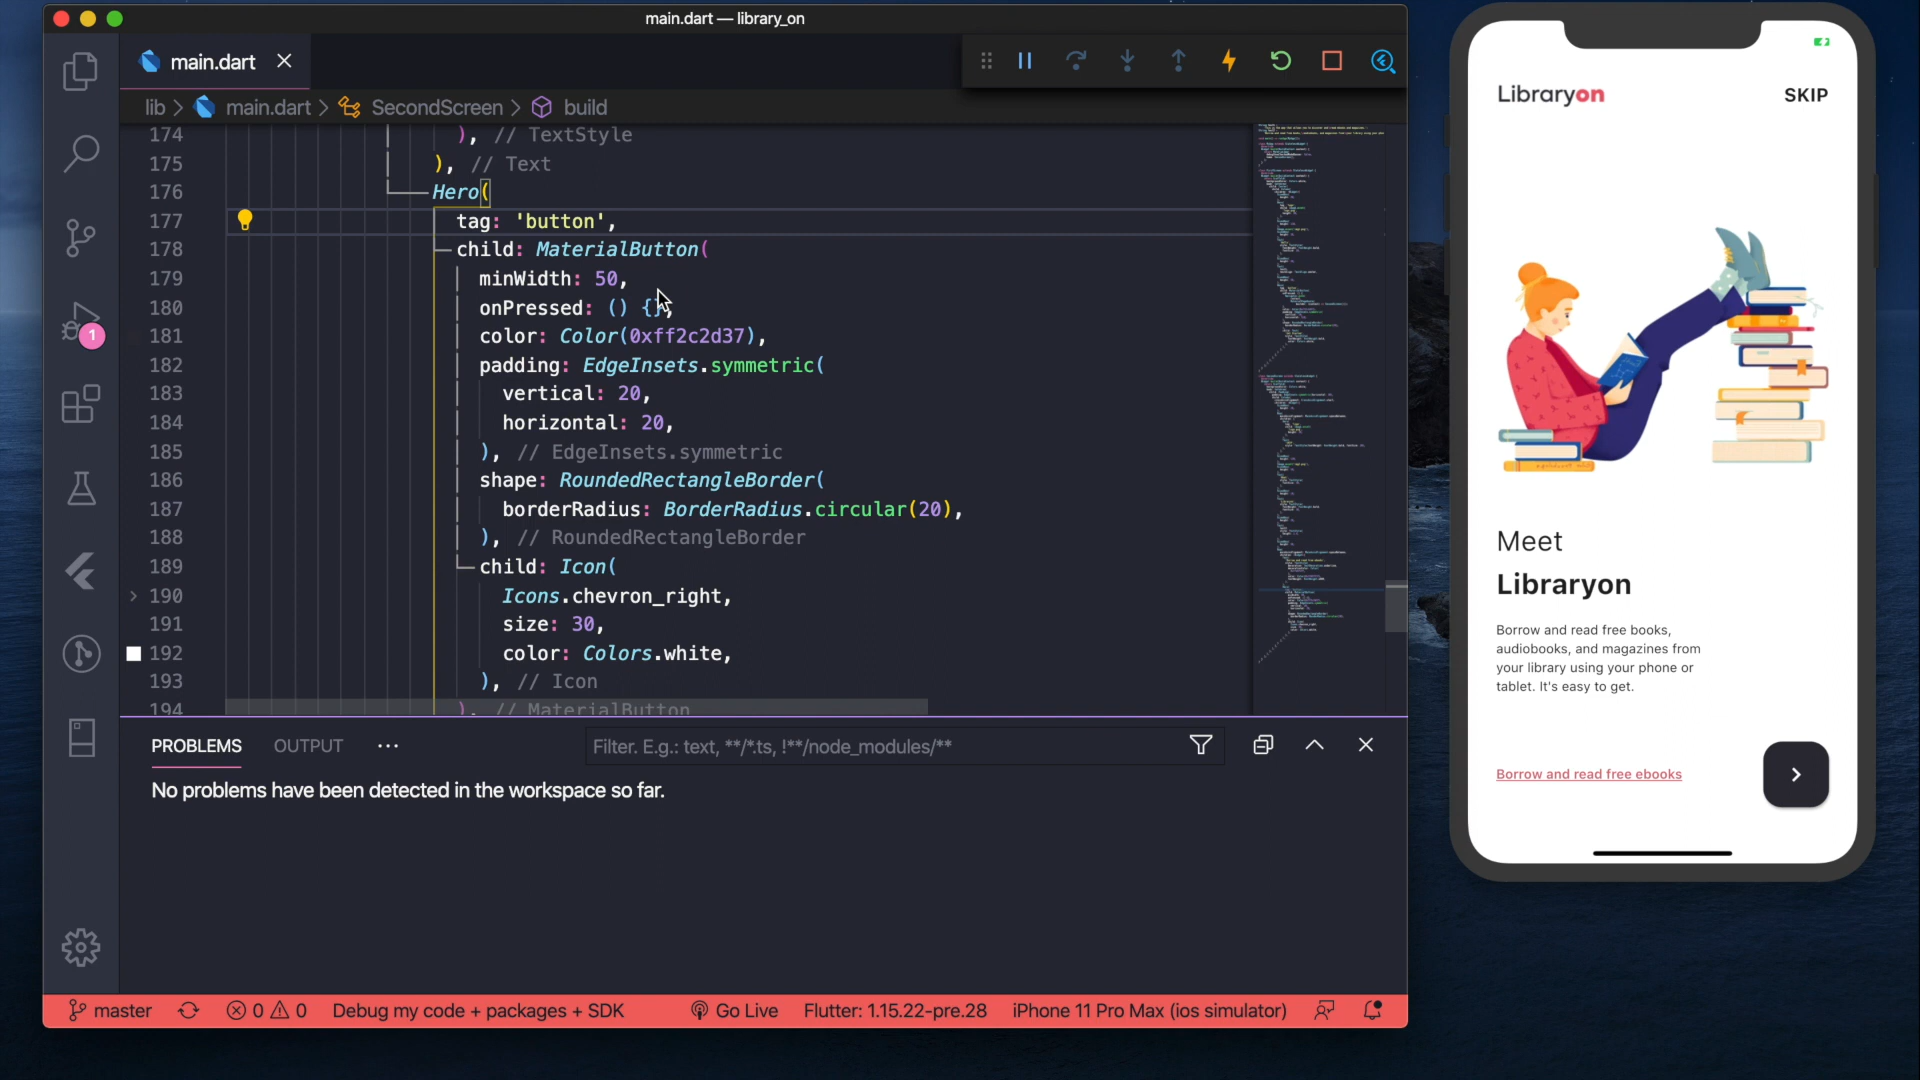 main.dart — library_on
main.dart
lib > main.dart > SecondScreen > build
174 ), // TextStyle
175 ), // Text
176 Hero(
177 tag: 'button',
178 child: MaterialButton(
179 minWidth: 50,
180 onPressed: () {},
181 color: Color(0xff2c2d37),
182 padding: EdgeInsets.symmetric(
183 vertical: 20,
184 horizontal: 20,
185 ), // EdgeInsets.symmetric
186 shape: RoundedRectangleBorder(
187 borderRadius: BorderRadius.circular(20),
188 ), // RoundedRectangleBorder
189 child: Icon(
190 Icons.chevron_right,
191 size: 30,
192 color: Colors.white,
193 ), // Icon
194 ), // MaterialButton
1
PROBLEMS OUTPUT ··· Filter. E.g.: text, **/*.ts, !**/node_modules/**
No problems have been detected in the workspace so far.
master 0 0 Debug my code + packages + SDK Go Live Flutter: 1.15.22-pre.28 iPhone 11 Pro Max (ios simulator)
Libraryon SKIP
Meet
Libraryon
Borrow and read free books,
audiobooks, and magazines from
your library using your phone or
tablet. It's easy to get.
Borrow and read free ebooks